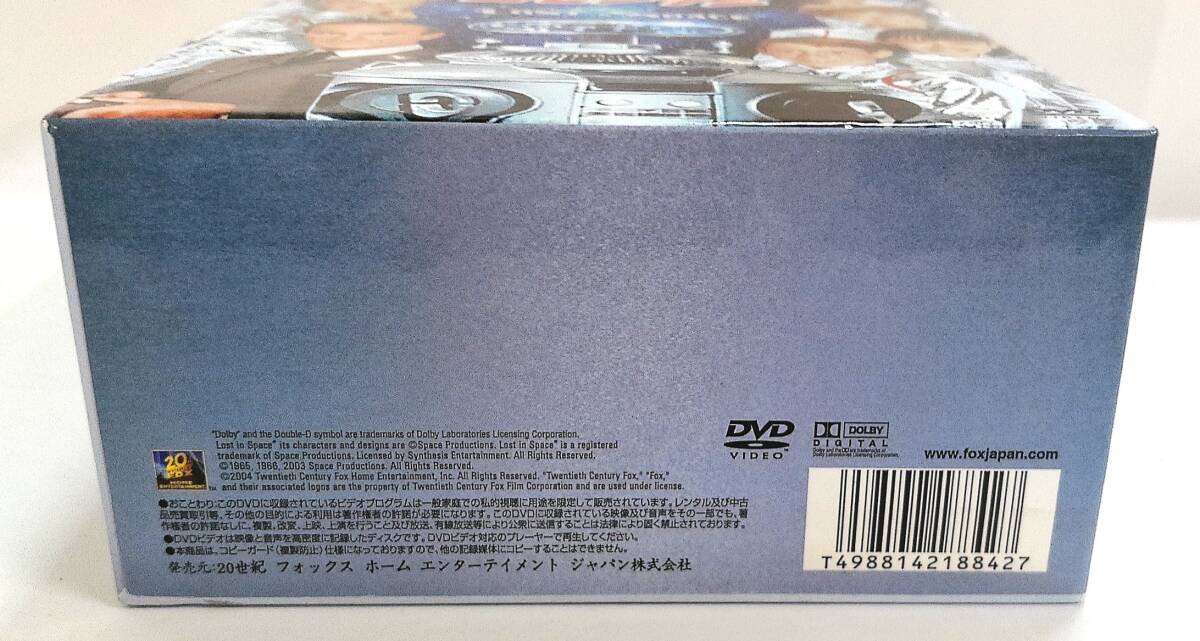 "Dolby" and the Double-D symbol are trademarks of Dolby Laboratories Licensing Corporation.
Lost in Space® its characters and designs are ©Space Productions. Lost in Space® is a registered
trademark of Space Productions. Licensed by Synthesis Entertainment. All Rights Reserved.
©1965, 1966, 2003 Space Productions. All Rights Reserved.
©2004 Twentieth Century Fox Home Entertainment, Inc. All Rights Reserved. "Twentieth Century Fox," "Fox,"
and their associated logos are the property of Twentieth Century Fox Film Corporation and are used under license.
20
FOX
HOME
ENTERTAINMENT
●おことわり:このDVDに収録されているビデオプログラムは一般家庭での私的視聴に用途を限定して販売されています。レンタル及び中古
品売買取引等、その他の目的による利用は著作権者の許諾が必要になります。このDVDに収録されている映像及び音声をその一部でも、著
作権者の許諾なしに、複製、改変、上映、上演を行うこと及び放送、有線放送等により公衆に送信することは法律により固く禁止されております。
●DVDビデオは映像と音声を高密度に記録したディスクです。DVDビデオ対応のプレーヤーで再生してください。
●本商品は、コピーガード(複製防止)仕様になっておりますので、他の記録媒体にコピーすることはできません。
発売元:20世紀 フォックス ホーム エンターテイメント ジャパン株式会社
DVD
VIDEO
DOLBY
DIGITAL
Dolby and the DD are trademarks of
Dolby Laboratories Licensing Corporation.
www.foxjapan.com
T4988142188427